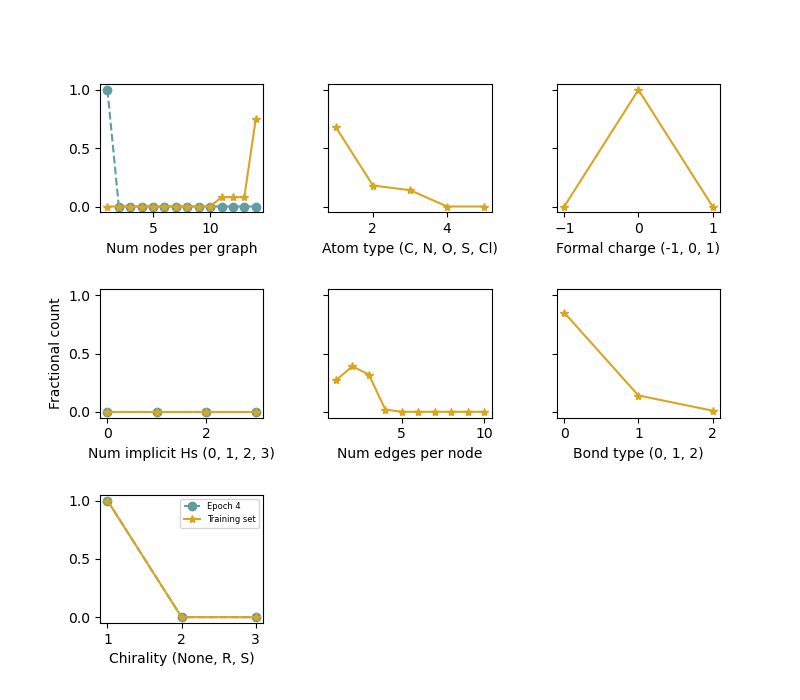 1.0
0.5
0.0
5 10
Num nodes per graph
2 4
Atom type (C, N, O, S, Cl)
−1 0 1
Formal charge (-1, 0, 1)
Fractional count
1.0
0.5
0.0
0 2
Num implicit Hs (0, 1, 2, 3)
5 10
Num edges per node
0 1 2
Bond type (0, 1, 2)
1.0
0.5
0.0
Epoch 4
Training set
1 2 3
Chirality (None, R, S)